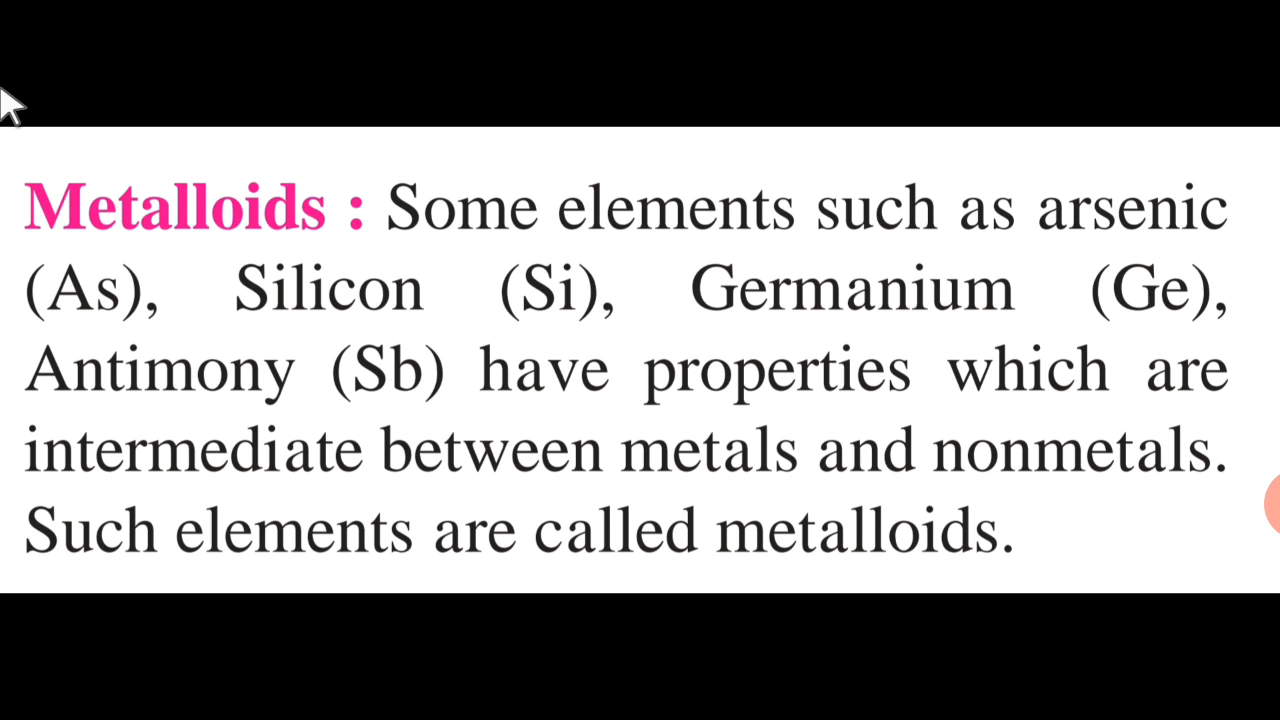 Metalloids : Some elements such as arsenic
(As), Silicon (Si), Germanium (Ge),
Antimony (Sb) have properties which are
intermediate between metals and nonmetals.
Such elements are called metalloids.